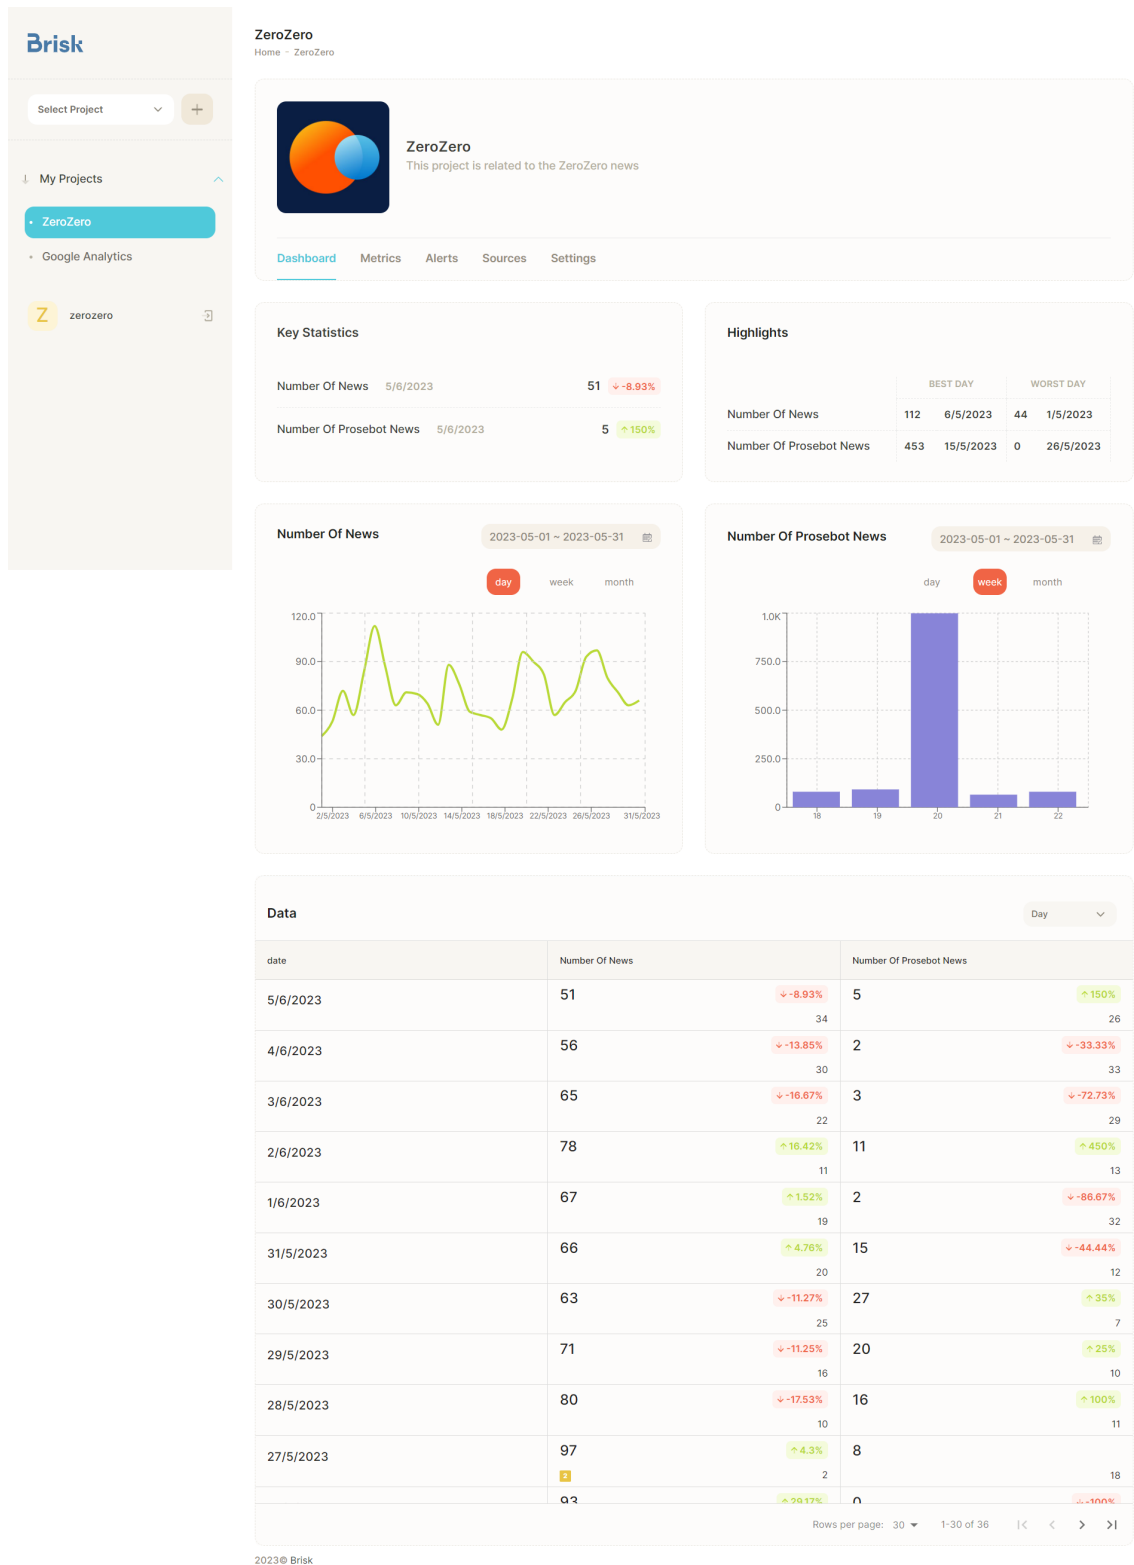 Brisk
Select Project
+
My Projects
ZeroZero
Google Analytics
Z zerozero
ZeroZero
Home - ZeroZero
ZeroZero
This project is related to the ZeroZero news
Dashboard Metrics Alerts Sources Settings
Key Statistics
Number Of News 5/6/2023 51 -8.93%
Number Of Prosebot News 5/6/2023 5 150%
Highlights
BEST DAY WORST DAY
Number Of News 112 6/5/2023 44 1/5/2023
Number Of Prosebot News 453 15/5/2023 0 26/5/2023
Number Of News 2023-05-01 ~ 2023-05-31
day week month
120.0
90.0
60.0
30.0
0
2/5/2023 6/5/2023 10/5/2023 14/5/2023 18/5/2023 22/5/2023 26/5/2023 31/5/2023
Number Of Prosebot News 2023-05-01 ~ 2023-05-31
day week month
1.0K
750.0
500.0
250.0
0
18 19 20 21 22
Data Day
date Number Of News Number Of Prosebot News
5/6/2023 51 -8.93% 5 150%
34 26
4/6/2023 56 -13.85% 2 -33.33%
30 33
3/6/2023 65 -16.67% 3 -72.73%
22 29
2/6/2023 78 16.42% 11 450%
11 13
1/6/2023 67 1.52% 2 -86.67%
19 32
31/5/2023 66 4.76% 15 -44.44%
20 12
30/5/2023 63 -11.27% 27 35%
25 7
29/5/2023 71 -11.25% 20 25%
16 10
28/5/2023 80 -17.53% 16 100%
10 11
27/5/2023 97 4.3% 8
2 2 18
93 29.17% 0 -100%
Rows per page: 30 1-30 of 36
2023© Brisk